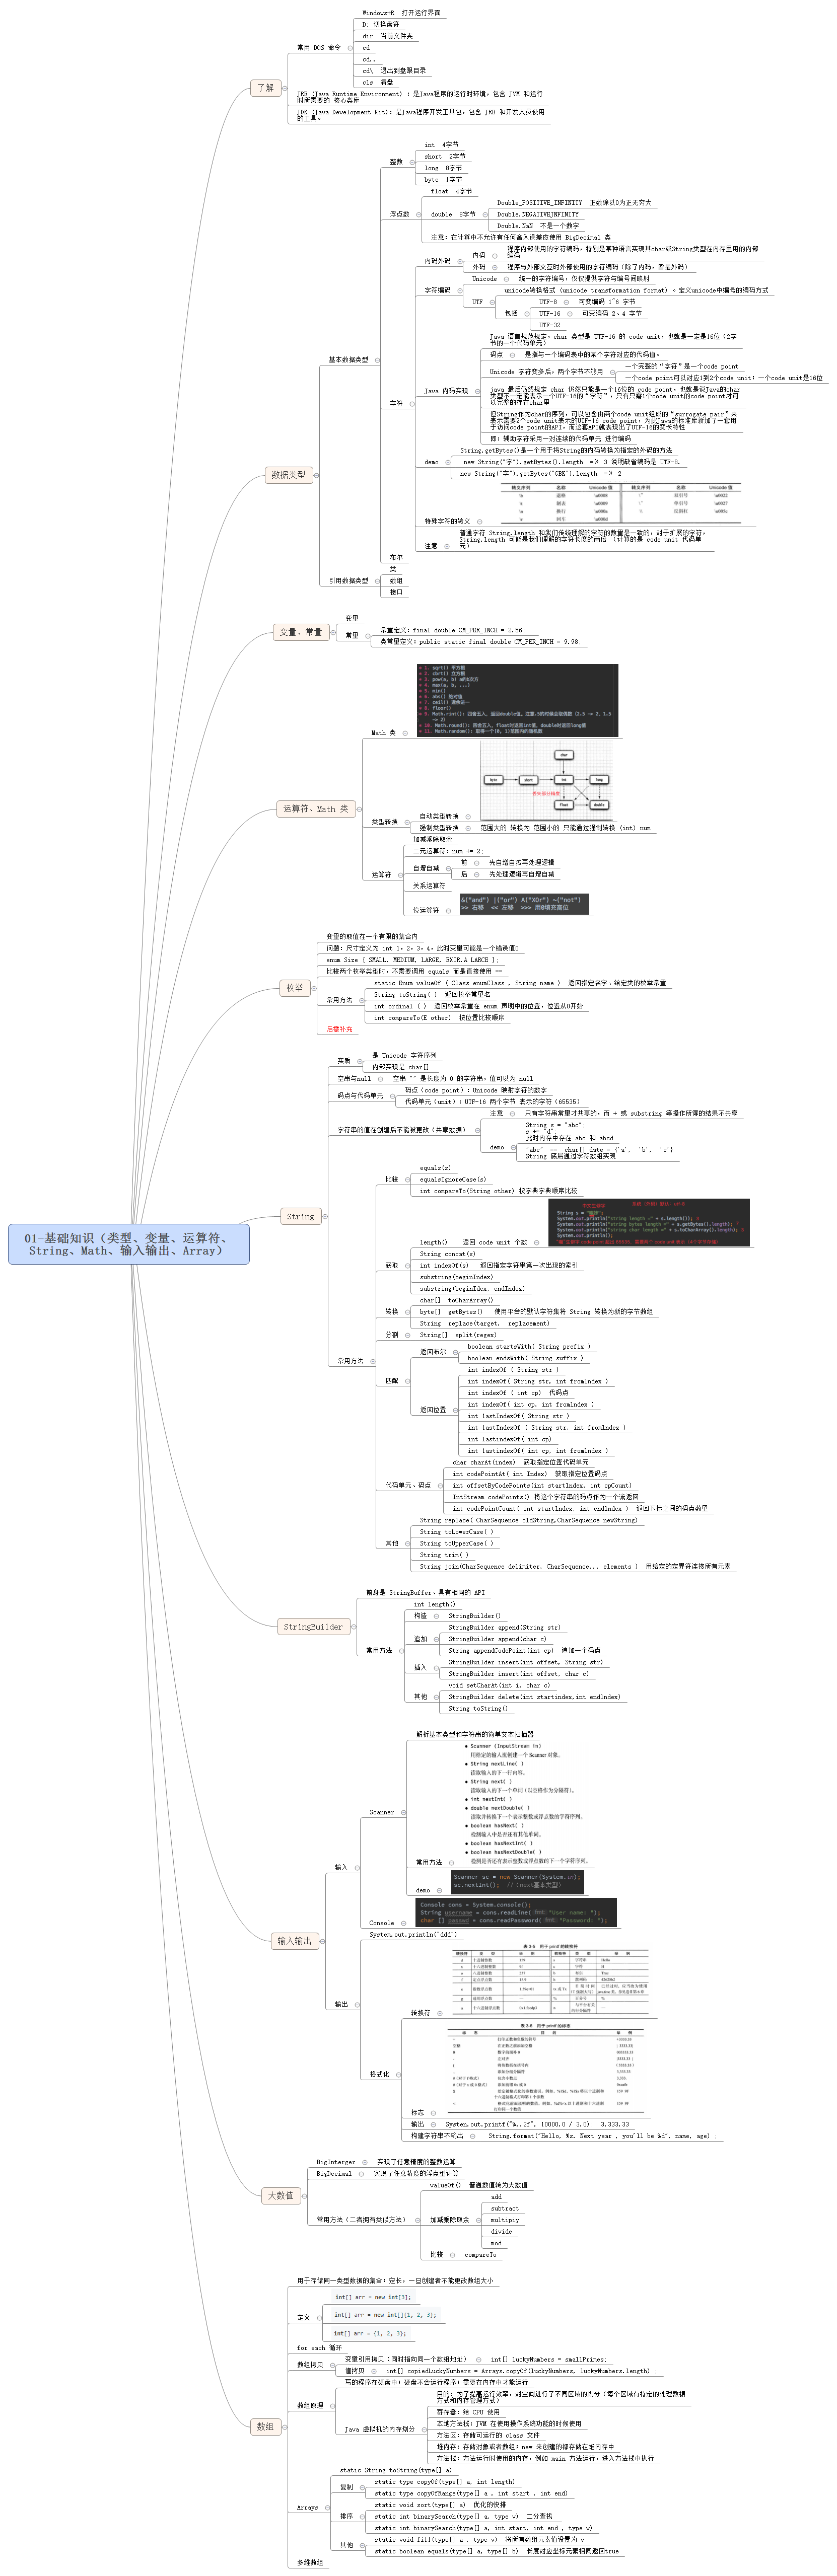 01-基础知识（类型、变量、运算符、
String、Math、输入输出、Array）
了解
常用 DOS 命令
Windows+R  打开运行界面
D: 切换盘符
dir  当前文件夹
cd
cd..
cd\  退出到盘跟目录
cls  清盘
JRE (Java Runtime Environment) ：是Java程序的运行时环境，包含 JVM 和运行
时所需要的 核心类库
JDK (Java Development Kit)：是Java程序开发工具包，包含 JRE 和开发人员使用
的工具。
数据类型
基本数据类型
整数
int  4字节
short  2字节
long  8字节
byte  1字节
浮点数
float  4字节
double  8字节
Double_POSITIVE_INFINITY  正数除以0为正无穷大
Double.NEGATIVEJNFINITY
Double.NaN  不是一个数字
注意：在计算中不允许有任何舍入误差应使用 BigDecimal 类
字符
内码外码
内码
程序内部使用的字符编码，特别是某种语言实现其char或String类型在内存里用的内部
编码
外码
程序与外部交互时外部使用的字符编码（除了内码，皆是外码）
字符编码
Unicode
统一的字符编号，仅仅提供字符与编号间映射
UTF
unicode转换格式 (unicode transformation format) 。定义unicode中编号的编码方式
包括
UTF-8
可变编码 1~6 字节
UTF-16
可变编码 2、4 字节
UTF-32
Java 内码实现
Java 语言规范规定，char 类型是 UTF-16 的 code unit，也就是一定是16位（2字
节的一个代码单元）
码点
是指与一个编码表中的某个字符对应的代码值。
Unicode 字符变多后，两个字节不够用
一个完整的“字符”是一个code point
一个code point可以对应1到2个code unit；一个code unit是16位
java 最后仍然规定 char 仍然只能是一个16位的 code point，也就是说Java的char
类型不一定能表示一个UTF-16的“字符”，只有只需1个code unit的code point才可
以完整的存在char里
但String作为char的序列，可以包含由两个code unit组成的“surrogate pair”来
表示需要2个code unit表示的UTF-16 code point，为此Java的标准库新加了一套用
于访问code point的API，而这套API就表现出了UTF-16的变长特性
即：辅助字符采用一对连续的代码单元 进行编码
demo
String.getBytes()是一个用于将String的内码转换为指定的外码的方法
new String("字").getBytes().length  => 3 说明缺省编码是 UTF-8.
new String("字").getBytes("GBK").length  => 2
特殊字符的转义
转义序列 名称 Unicode 值 转义序列 名称 Unicode 值
\b 退格 \u0008 \" 双引号 \u0022
\t 制表 \u0009 \' 单引号 \u0027
\n 换行 \u000a \\ 反斜杠 \u005c
\r 回车 \u000d
注意
普通字符 String.length 和我们传统理解的字符的数量是一致的，对于扩展的字符，
String.length 可能是我们理解的字符长度的两倍 （计算的是 code unit 代码单
元）
布尔
引用数据类型
类
数组
接口
变量、常量
变量
常量
常量定义：final double CM_PER_INCH = 2.56;
类常量定义：public static final double CM_PER_INCH = 9.98;
运算符、Math 类
Math 类
1. sqrt() 平方根
2. cbrt() 立方根
3. pow(a, b) a的b次方
4. max(a, b, ...)
5. min()
6. abs() 绝对值
7. ceil() 遇余进一
8. floor()
9. Math.rint(): 四舍五入, 返回double值, 注意.5的时候会取偶数 (2.5 -> 2, 1.5
-> 2)
10. Math.round(): 四舍五入, float时返回int值, double时返回long值
11. Math.random(): 取得一个[0, 1)范围内的随机数
类型转换
自动类型转换
char
byte
short
int
long
float
double
强制类型转换
范围大的 转换为 范围小的 只能通过强制转换 (int) num
运算符
加减乘除取余
二元运算符：num += 2;
自增自减
前
先自增自减再处理逻辑
后
先处理逻辑再自增自减
关系运算符
位运算符
&("and") |("or") ^("XOr") ~("not")
>> 右移  << 左移  >>> 用0填充高位
枚举
变量的取值在一个有限的集合内
问题：尺寸定义为 int 1，2，3，4，此时变量可能是一个错误值0
enum Size { SMALL, MEDIUM, LARGE, EXTR.A LARCH };
比较两个枚举类型时，不需要调用 equals 而是直接使用 ==
常用方法
static Enum valueOf ( Class enumClass , String name )  返回指定名字、给定类的枚举常量
String toString( )  返回枚举常量名
int ordinal ( )  返回枚举常量在 enum 声明中的位置，位置从0开始
int compareTo(E other)  按位置比较顺序
后需补充
String
实质
是 Unicode 字符序列
内部实现是 char[]
空串与null
空串 "" 是长度为 0 的字符串，值可以为 null
码点与代码单元
码点（code point）：Unicode 映射字符的数字
代码单元（unit）：UTF-16 两个字节 表示的字符（65535）
字符串的值在创建后不能被更改（共享数据）
注意
只有字符串常量才共享的，而 + 或 substring 等操作所得的结果不共享
demo
String s = "abc";
s += "d";
此时内存中存在 abc 和 abcd
"abc"  ==  char[] date = {'a', 'b', 'c'}
String 底层通过字符数组实现
常用方法
比较
equals(s)
equalsIgnoreCase(s)
int compareTo(String other) 按字典字典顺序比较
获取
length()   返回 code unit 个数
System.out.println("string length =" + s.length());
System.out.println("string bytes length =" + s.getBytes().length);
System.out.println("string char length =" + s.toCharArray().length);
System.out.println();
String concat(s)
int indexOf(s)   返回指定字符串第一次出现的索引
substring(beginIndex)
substring(beginIdex, endIndex)
转换
char[]  toCharArray()
byte[]  getBytes()   使用平台的默认字符集将 String 转换为新的字节数组
String  replace(target,  replacement)
分割
String[]  split(regex)
匹配
返回布尔
boolean startsWith( String prefix )
boolean endsWith( String suffix )
返回位置
int indexOf ( String str )
int indexOf( String str, int fromlndex )
int indexOf ( int cp)  代码点
int indexOf( int cp, int fromlndex )
int lastIndexOf( String str )
int lastIndexOf ( String str, int fromlndex )
int lastindexOf( int cp)
int lastindexOf( int cp, int fromlndex )
代码单元、码点
char charAt(index)  获取指定位置代码单元
int codePointAt( int Index)  获取指定位置码点
int offsetByCodePoints(int startlndex, int cpCount)
IntStream codePoints() 将这个字符串的码点作为一个流返回
int codePointCount( int startlndex, int endlndex )  返回下标之间的码点数量
其他
String replace( CharSequence oldString,CharSequence newString)
String toLowerCase( )
String toUpperCase( )
String trim( )
String join(CharSequence delimiter, CharSequence... elements )  用给定的定界符连接所有元素
StringBuilder
前身是 StringBuffer，具有相同的 API
常用方法
int length()
构造
StringBuilder()
追加
StringBuilder append(String str)
StringBuilder append(char c)
String appendCodePoint(int cp)  追加一个码点
插入
StringBuilder insert(int offset, String str)
StringBuilder insert(int offset, char c)
其他
void setCharAt(int i, char c)
StringBuilder delete(int startindex,int endlndex)
String toString()
输入输出
输入
Scanner
解析基本类型和字符串的简单文本扫描器
常用方法
• Scanner (InputStream in)
用给定的输入流创建一个 Scanner 对象。
• String nextLine( )
读取输入的下一行内容。
• String next( )
读取输入的下一个单词（以空格作为分隔符）。
• int nextInt( )
• double nextDouble( )
读取并转换下一个表示整数或浮点数的字符序列。
• boolean hasNext( )
检测输入中是否还有其他单词。
• boolean hasNextInt( )
• boolean hasNextDouble( )
检测是否还有表示整数或浮点数的下一个字符序列。
demo
Scanner sc = new Scanner(System.in);
sc.nextInt();  // (next基本类型)
Console
Console cons = System.console();
String username = cons.readLine("User name: ");
char [] passwd = cons.readPassword("Password: ");
输出
System.out.println("ddd")
格式化
转换符
表 3-5 用于 printf 的转换符
标志
表 3-6 用于 printf 的标志
输出
System.out.printf("%,.2f", 10000.0 / 3.0);  3,333.33
构建字符串不输出
String.format("Hello, %s. Next year , you'll be %d", name, age) ;
大数值
BigInterger
实现了任意精度的整数运算
BigDecimal
实现了任意精度的浮点型计算
常用方法（二者拥有类似方法）
valueOf()  普通数值转为大数值
加减乘除取余
add
subtract
multipiy
divide
mod
比较
compareTo
数组
用于存储同一类型数据的集合；定长，一旦创建着不能更改数组大小
定义
int[] arr = new int[3];
int[] arr = new int[]{1, 2, 3};
int[] arr = {1, 2, 3};
for each 循环
数组拷贝
变量引用拷贝（同时指向同一个数组地址）
int[] luckyNumbers = smallPrimes;
值拷贝
int[] copiedLuckyNumbers = Arrays.copyOf(luckyNumbers, luckyNumbers.length) ;
数组原理
写的程序在硬盘中；硬盘不会运行程序；需要在内存中才能运行
Java 虚拟机的内存划分
目的：为了提高运行效率，对空间进行了不同区域的划分（每个区域有特定的处理数据
方式和内存管理方式）
寄存器：给 CPU 使用
本地方法栈：JVM 在使用操作系统功能的时候使用
方法区：存储可运行的 class 文件
堆内存：存储对象或者数组；new 来创建的都存储在堆内存中
方法栈：方法运行时使用的内存，例如 main 方法运行，进入方法栈中执行
Arrays
static String toString(type[] a)
复制
static type copyOf(type[] a, int length)
static type copyOfRange(type[] a , int start , int end)
排序
static void sort(type[] a)  优化的快排
static int binarySearch(type[] a, type v)  二分查找
static int binarySearch(type[] a, int start, int end , type v)
其他
static void fill(type[] a , type v)  将所有数组元素值设置为 v
static boolean equals(type[] a, type[] b)  长度对应坐标元素相同返回true
多维数组